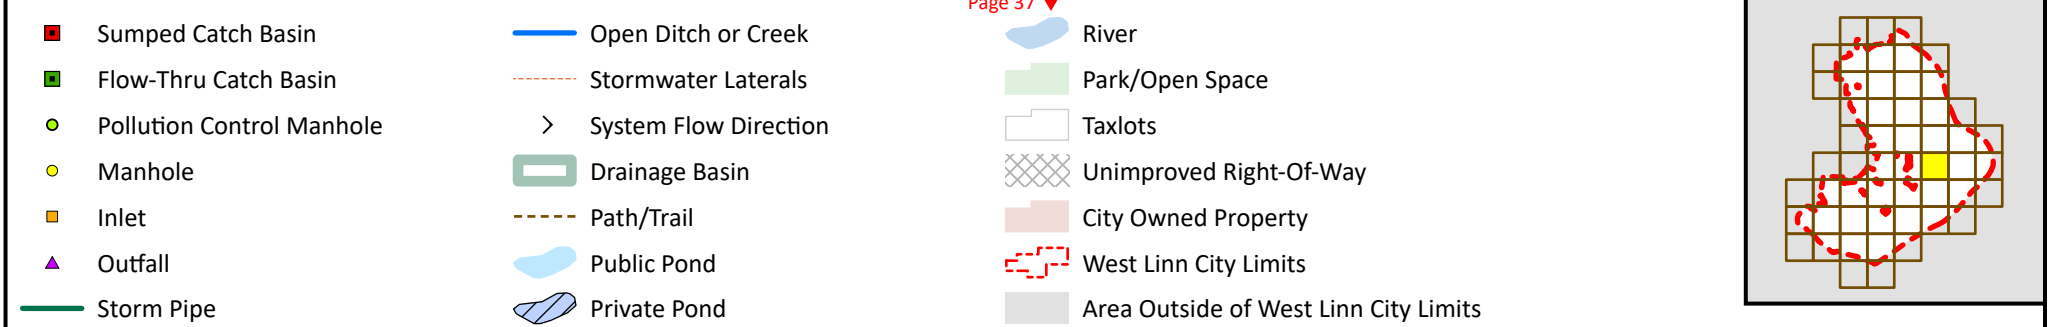 Page 37
Sumped Catch Basin
Flow-Thru Catch Basin
Pollution Control Manhole
Manhole
Inlet
Outfall
Storm Pipe
Open Ditch or Creek
Stormwater Laterals
System Flow Direction
Drainage Basin
Path/Trail
Public Pond
Private Pond
River
Park/Open Space
Taxlots
Unimproved Right-Of-Way
City Owned Property
West Linn City Limits
Area Outside of West Linn City Limits